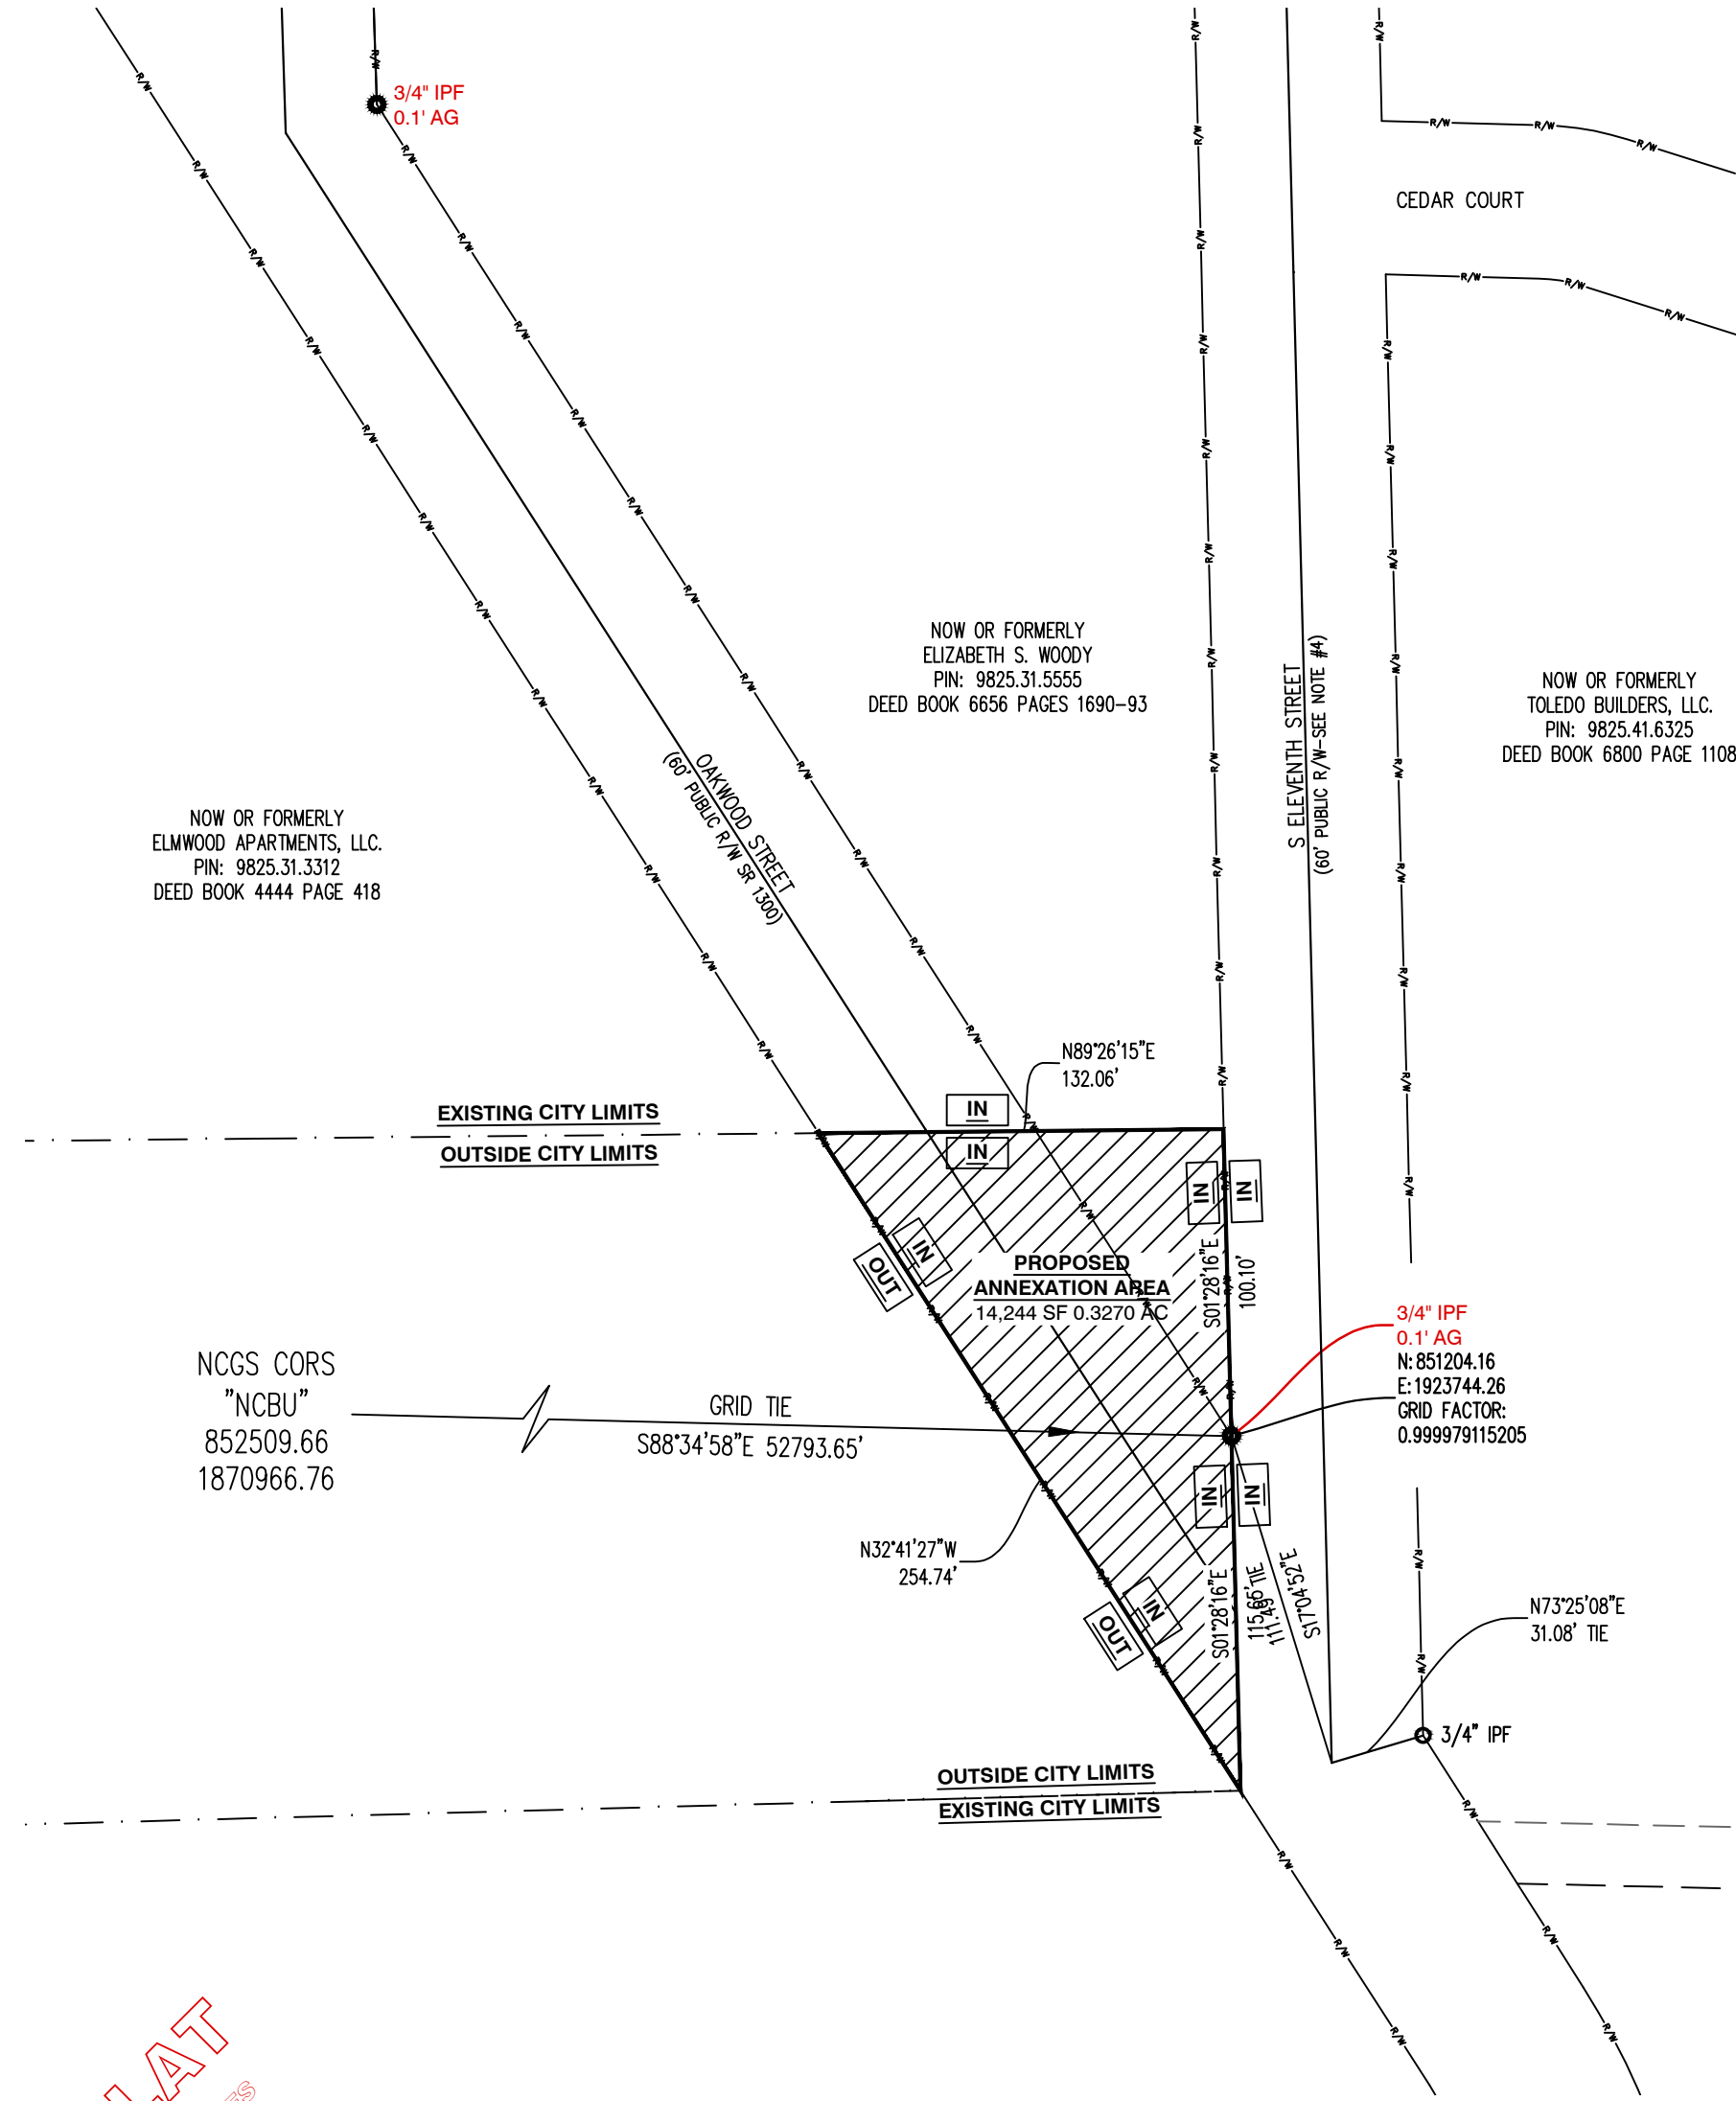 3/4" IPF
0.1' AG
CEDAR COURT
NOW OR FORMERLY
ELIZABETH S. WOODY
PIN: 9825.31.5555
DEED BOOK 6656 PAGES 1690-93
S ELEVENTH STREET
(60' PUBLIC R/W-SEE NOTE #4)
NOW OR FORMERLY
TOLEDO BUILDERS, LLC.
PIN: 9825.41.6325
DEED BOOK 6800 PAGE 1108
OAKWOOD STREET
(60' PUBLIC R/W SR 1300)
NOW OR FORMERLY
ELMWOOD APARTMENTS, LLC.
PIN: 9825.31.3312
DEED BOOK 4444 PAGE 418
N89°26'15"E
132.06'
EXISTING CITY LIMITS
OUTSIDE CITY LIMITS
IN
IN
IN
IN
OUT
IN
PROPOSED
ANNEXATION AREA
14,244 SF 0.3270 AC
S01°28'16"E
100.10'
3/4" IPF
0.1' AG
N: 851204.16
E: 1923744.26
GRID FACTOR:
0.999979115205
NCGS CORS
"NCBU"
852509.66
1870966.76
GRID TIE
S88°34'58"E 52793.65'
IN
IN
N32°41'27"W
254.74'
S01°28'16"E
115.65'
111.49' TIE
S17°04'52"E
OUT
IN
N73°25'08"E
31.08' TIE
3/4" IPF
OUTSIDE CITY LIMITS
EXISTING CITY LIMITS
LAT
R/W